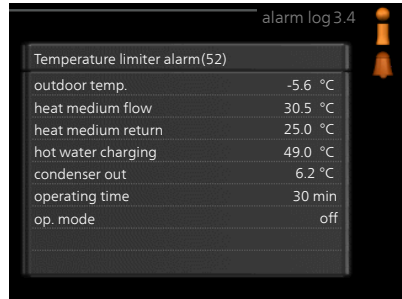 alarm log 3.4
Temperature limiter alarm(52)
outdoor temp. -5.6 °C
heat medium flow 30.5 °C
heat medium return 25.0 °C
hot water charging 49.0 °C
condenser out 6.2 °C
operating time 30 min
op. mode off